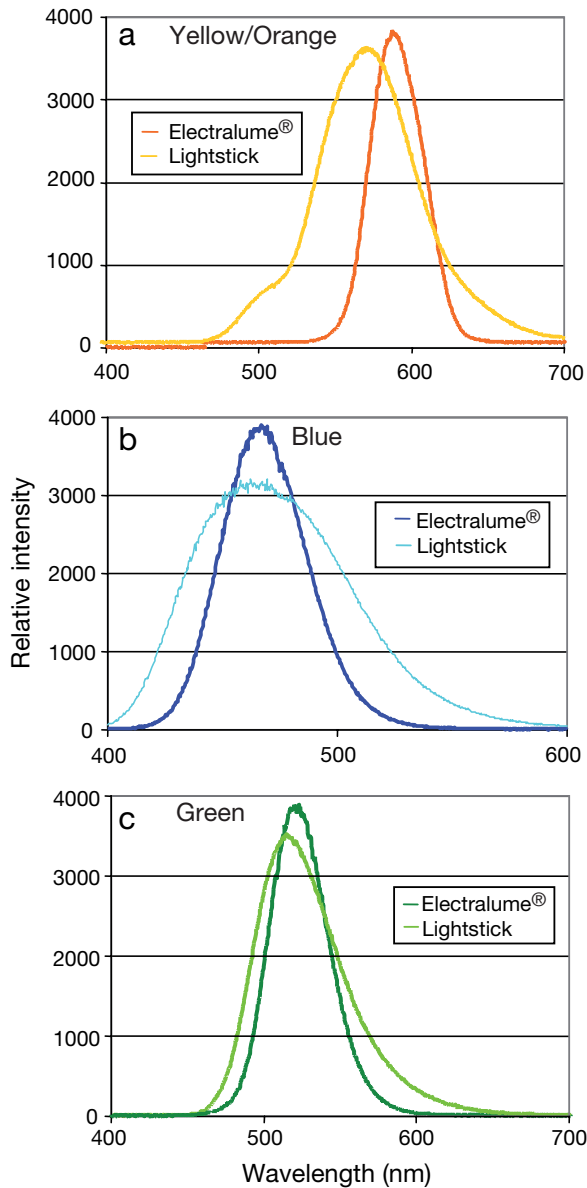 a Yellow/Orange
4000
3000
2000
1000
0
Electralume®
Lightstick
400 500 600 700
b Blue
4000
3000
2000
1000
0
Electralume®
Lightstick
400 500 600
Relative intensity
c Green
4000
3000
2000
1000
0
Electralume®
Lightstick
400 500 600 700
Wavelength (nm)